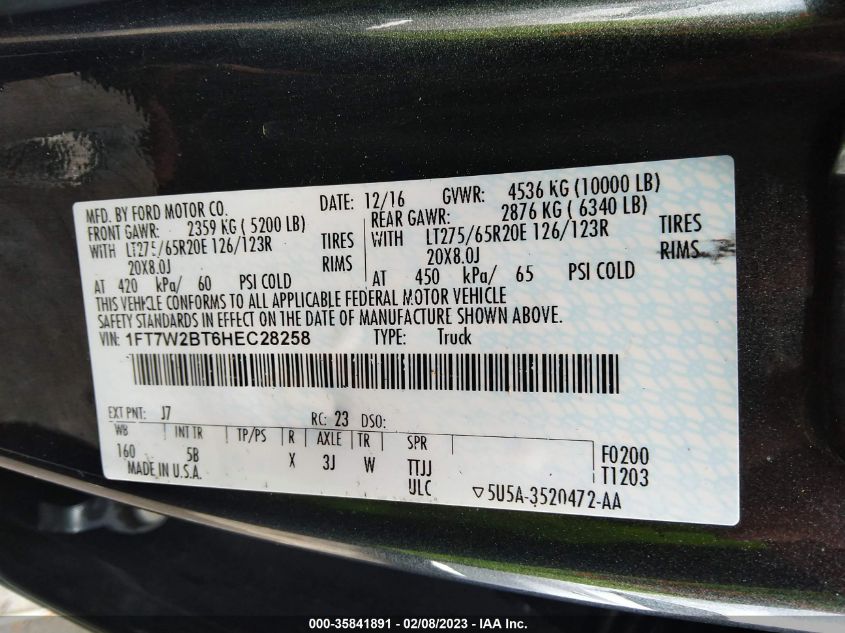 MFD. BY FORD MOTOR CO.
DATE: 12/16 GVWR: 4536 KG (10000 LB)
FRONT GAWR: 2359 KG ( 5200 LB) REAR GAWR: 2876 KG ( 6340 LB)
WITH LT275/65R20E 126/123R TIRES WITH LT275/65R20E 126/123R TIRES
20X8.0J RIMS 20X8.0J RIMS
AT 420 kPa/ 60 PSI COLD AT 450 kPa/ 65 PSI COLD
THIS VEHICLE CONFORMS TO ALL APPLICABLE FEDERAL MOTOR VEHICLE
SAFETY STANDARDS IN EFFECT ON THE DATE OF MANUFACTURE SHOWN ABOVE.
VIN: 1FT7W2BT6HEC28258 TYPE: Truck
EXT PNT: J7 RC: 23 DSO:
WB INT TR TP/PS R AXLE TR SPR F0200
160 5B X 3J W TTJJ T1203
MADE IN U.S.A. ULC ▽5U5A-3520472-AA
000-35841891 - 02/08/2023 - IAA Inc.